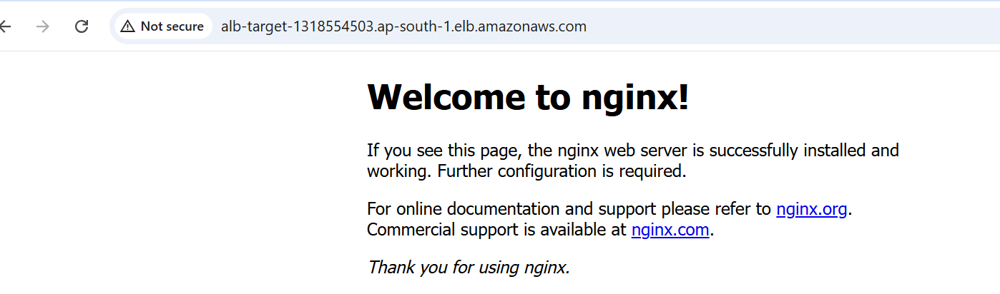 Not secure alb-target-1318554503.ap-south-1.elb.amazonaws.com
Welcome to nginx!
If you see this page, the nginx web server is successfully installed and
working. Further configuration is required.
For online documentation and support please refer to nginx.org.
Commercial support is available at nginx.com.
Thank you for using nginx.